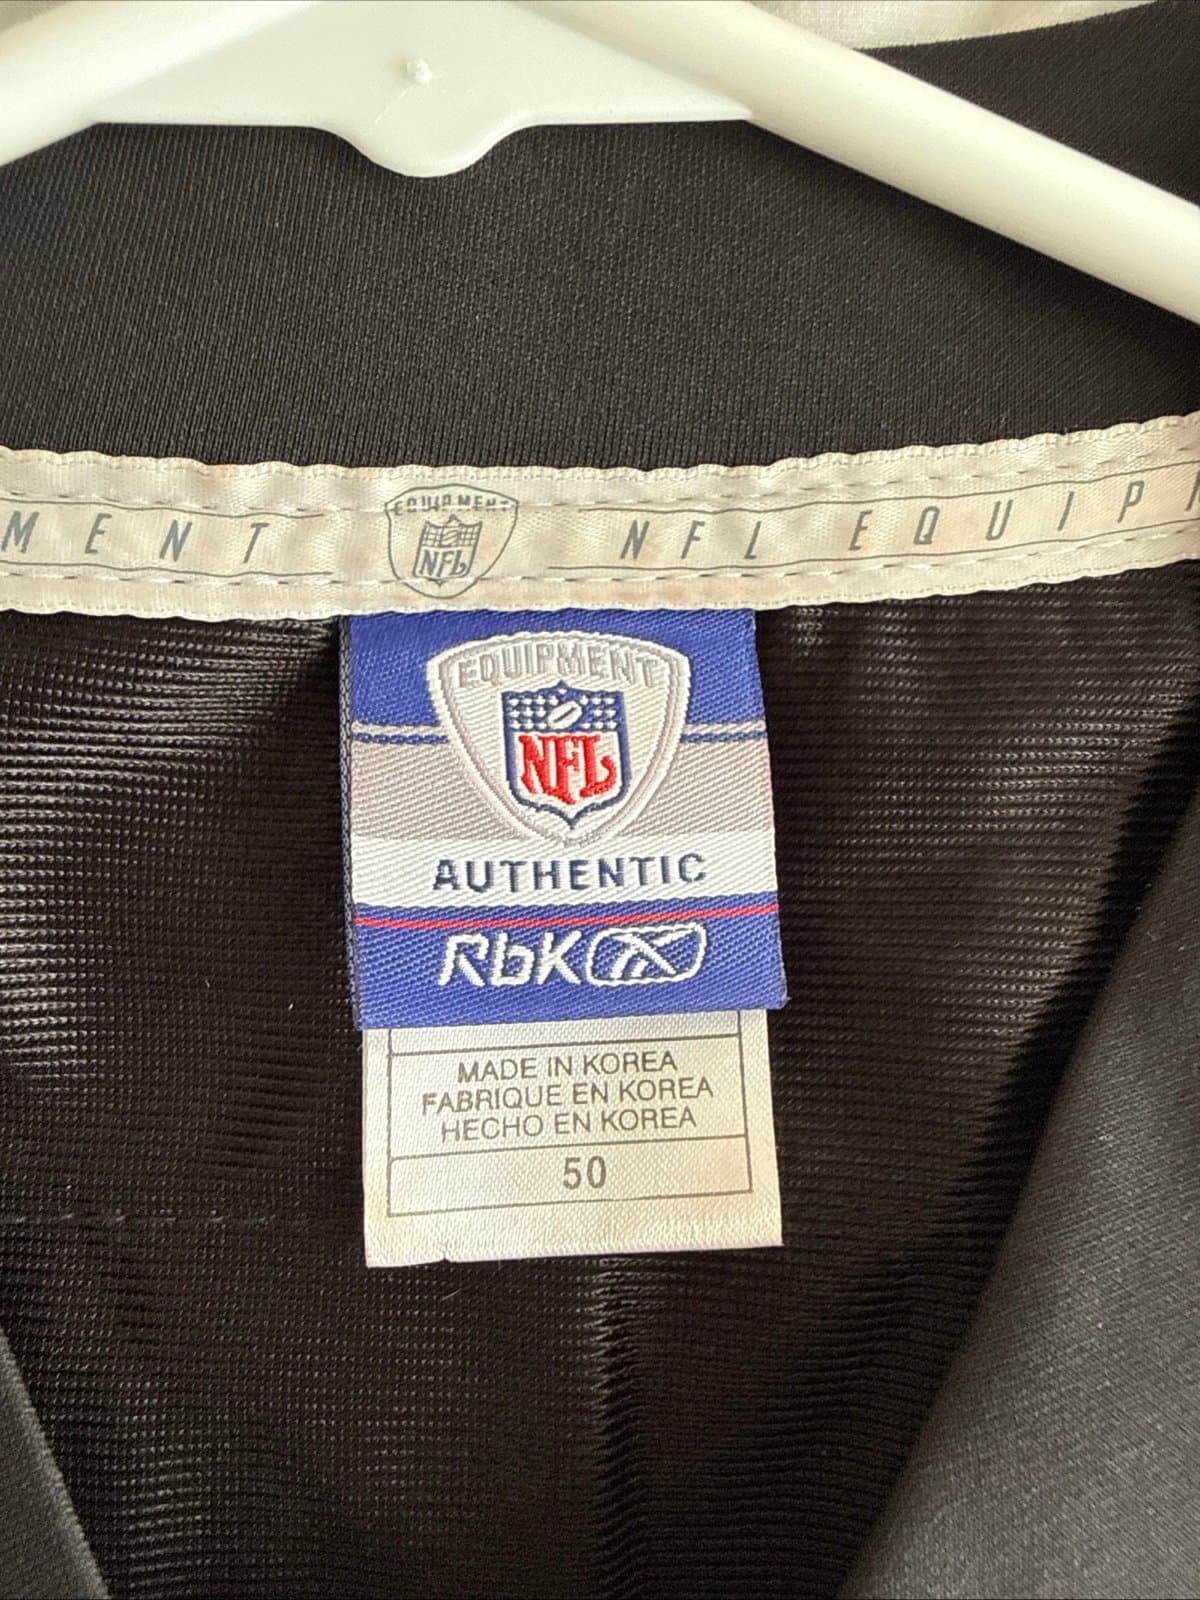 MENT EQUIPMENT NFL NFL EQUIP
EQUIPMENT
NFL
AUTHENTIC
RbK
MADE IN KOREA
FABRIQUE EN KOREA
HECHO EN KOREA
50